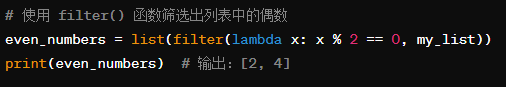 # 使用 filter() 函数筛选出列表中的偶数
even_numbers = list(filter(lambda x: x % 2 == 0, my_list))
print(even_numbers)  # 输出：[2, 4]